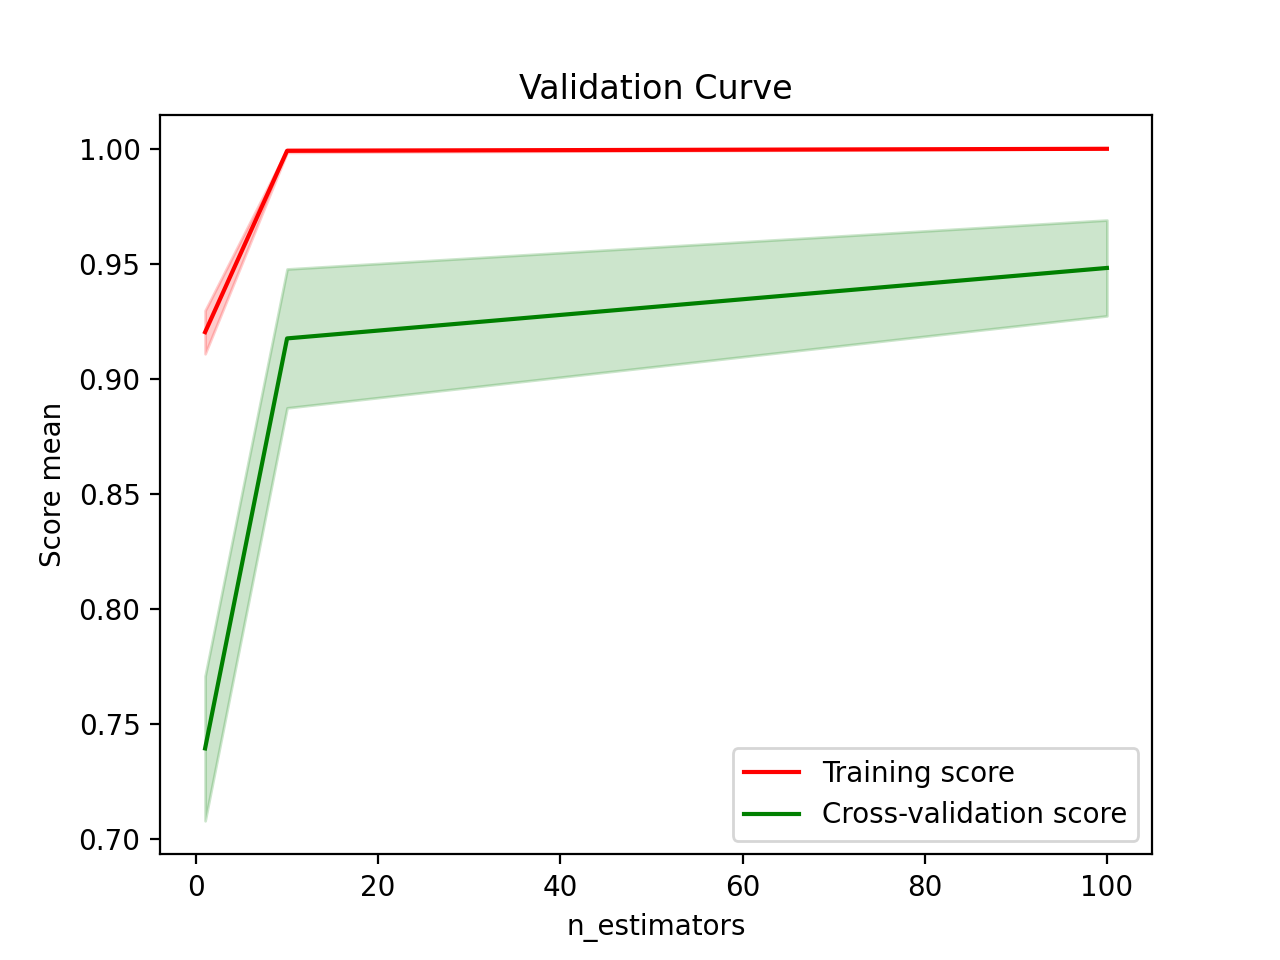 Validation Curve
1.00
0.95
0.90
0.85
0.80
0.75
0.70
Score mean
0 20 40 60 80 100
n_estimators
Training score
Cross-validation score